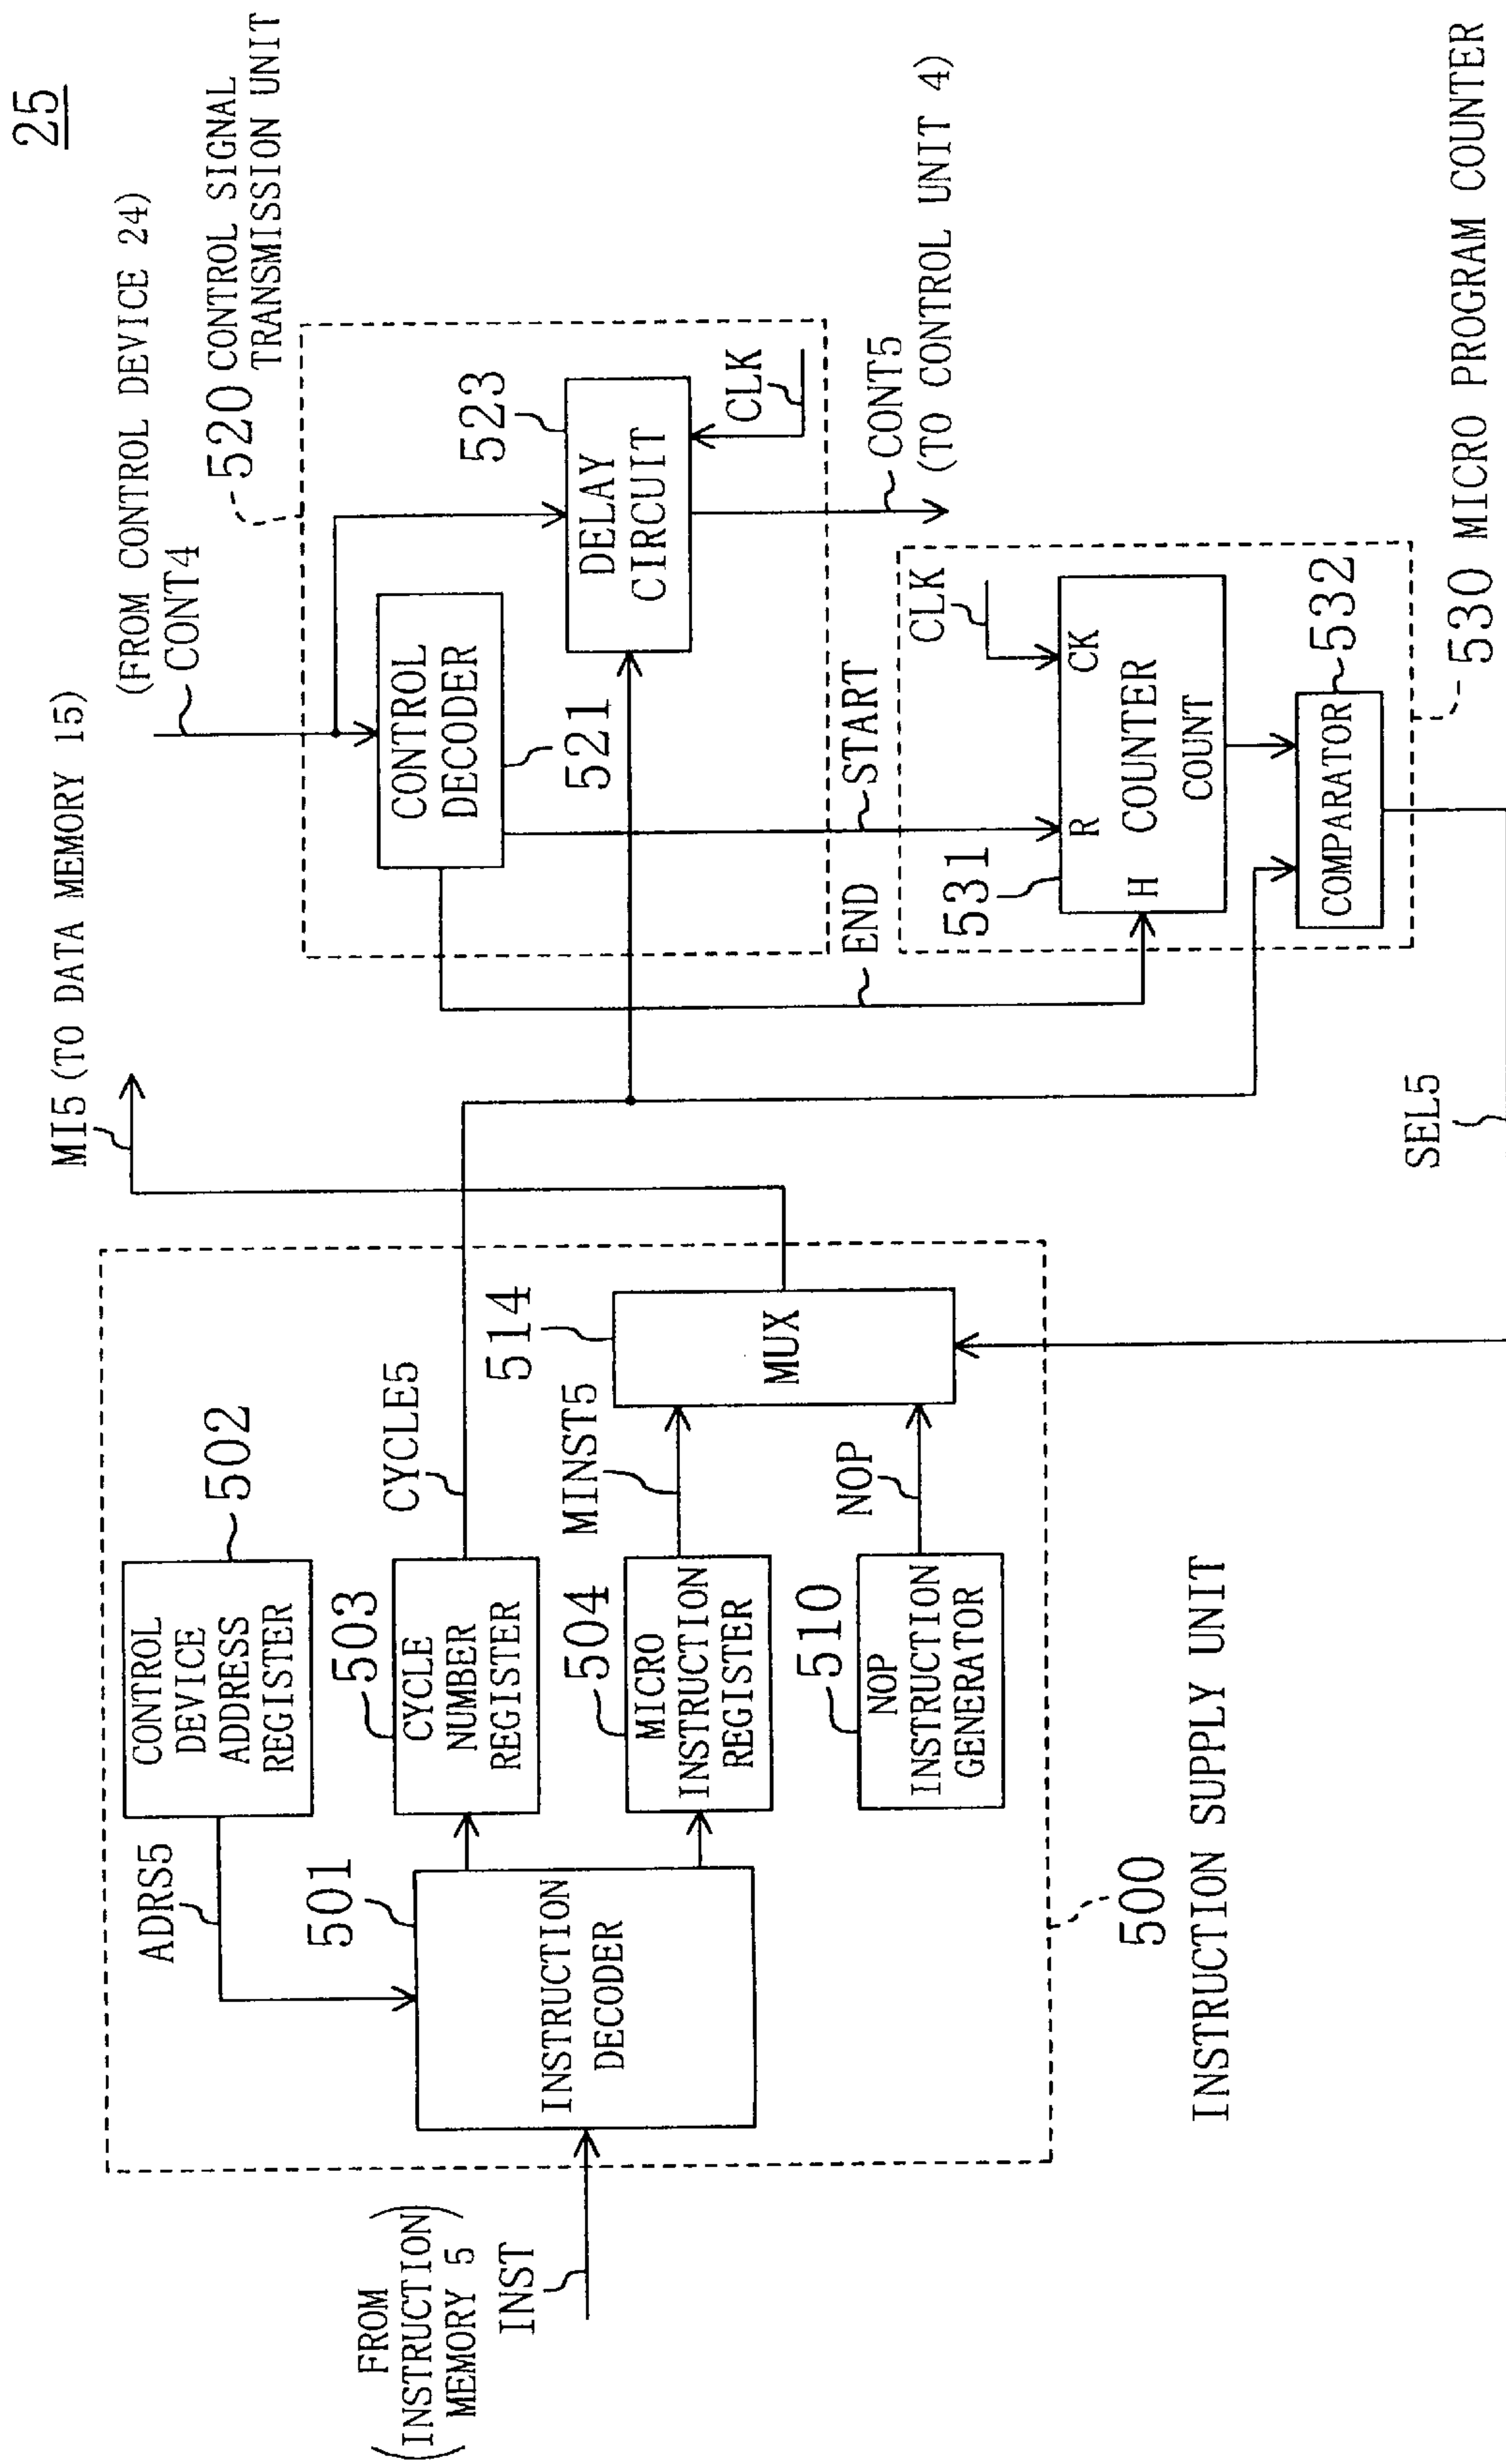 25
MI5 (TO DATA MEMORY 15)
(FROM CONTROL DEVICE 24)
CONT4
520 CONTROL SIGNAL
TRANSMISSION UNIT
CONTROL
DEVICE
ADDRESS
REGISTER
502
ADRS5
501
INSTRUCTION
DECODER
FROM
INSTRUCTION
MEMORY 5
INST
503
CYCLE
NUMBER
REGISTER
CYCLE5
504
MICRO
INSTRUCTION
REGISTER
MINST5
510
NOP
INSTRUCTION
GENERATOR
NOP
514
MUX
500
INSTRUCTION SUPPLY UNIT
CONTROL
DECODER
521
523
DELAY
CIRCUIT
CLK
CONT5
(TO CONTROL UNIT 4)
END
START
CLK
531
R
CK
H
COUNTER
COUNT
COMPARATOR
532
530 MICRO PROGRAM COUNTER
SEL5